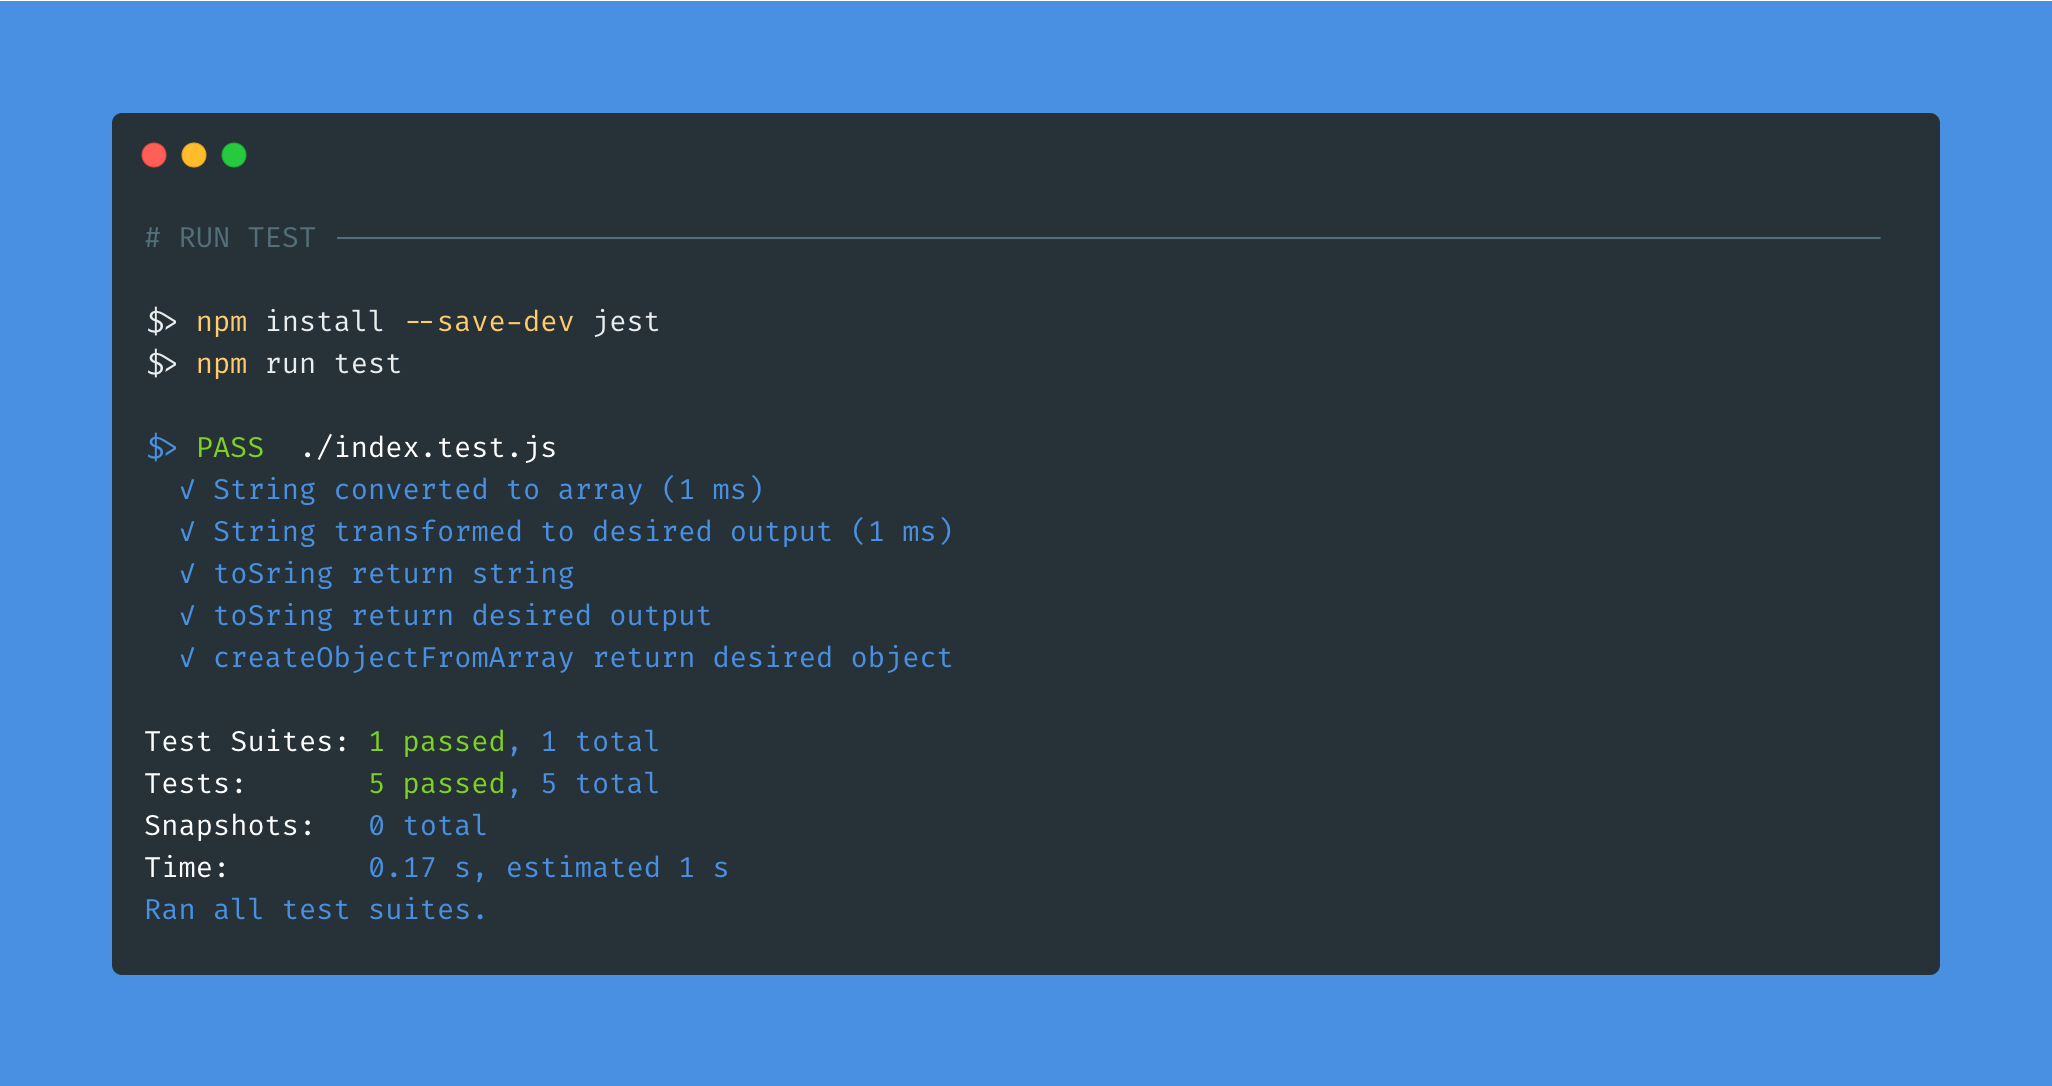 # RUN TEST
$> npm install --save-dev jest
$> npm run test
$> PASS  ./index.test.js
√ String converted to array (1 ms)
√ String transformed to desired output (1 ms)
√ toSring return string
√ toSring return desired output
√ createObjectFromArray return desired object
Test Suites: 1 passed, 1 total
Tests:       5 passed, 5 total
Snapshots:   0 total
Time:        0.17 s, estimated 1 s
Ran all test suites.